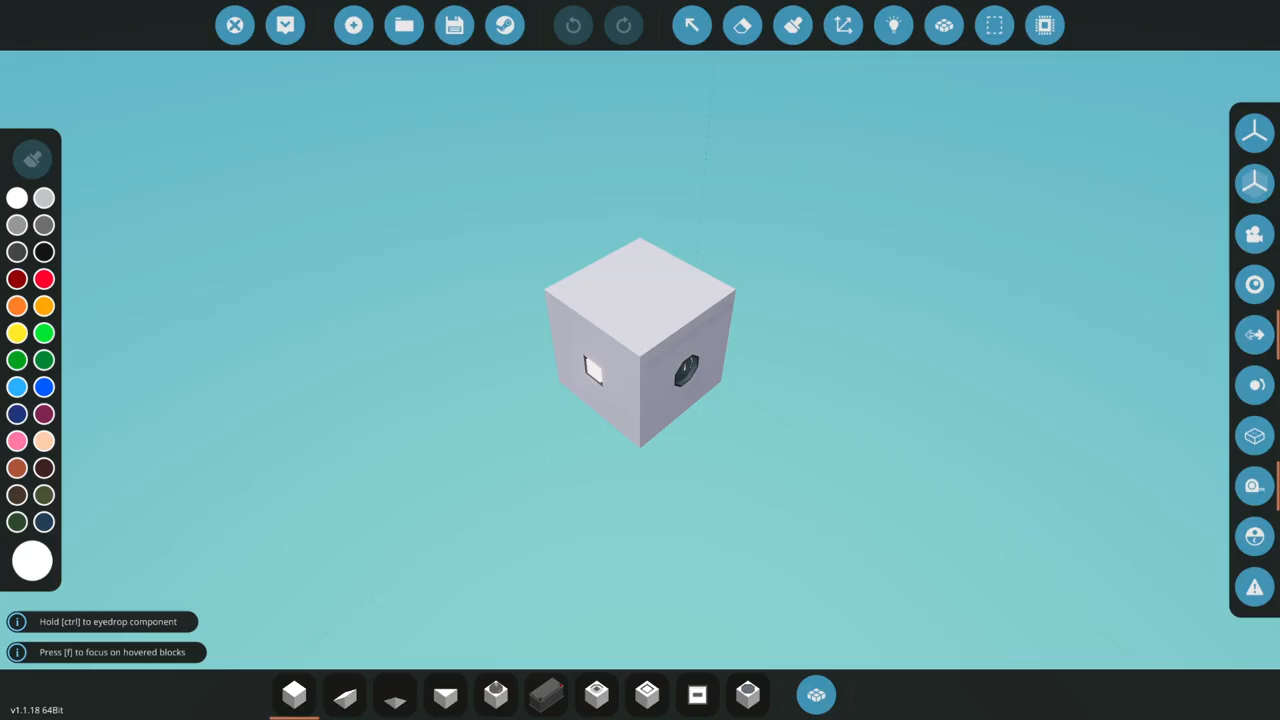 Hold [ctrl] to eyedrop component
Press [f] to focus on hovered blocks
v1.1.18 64Bit